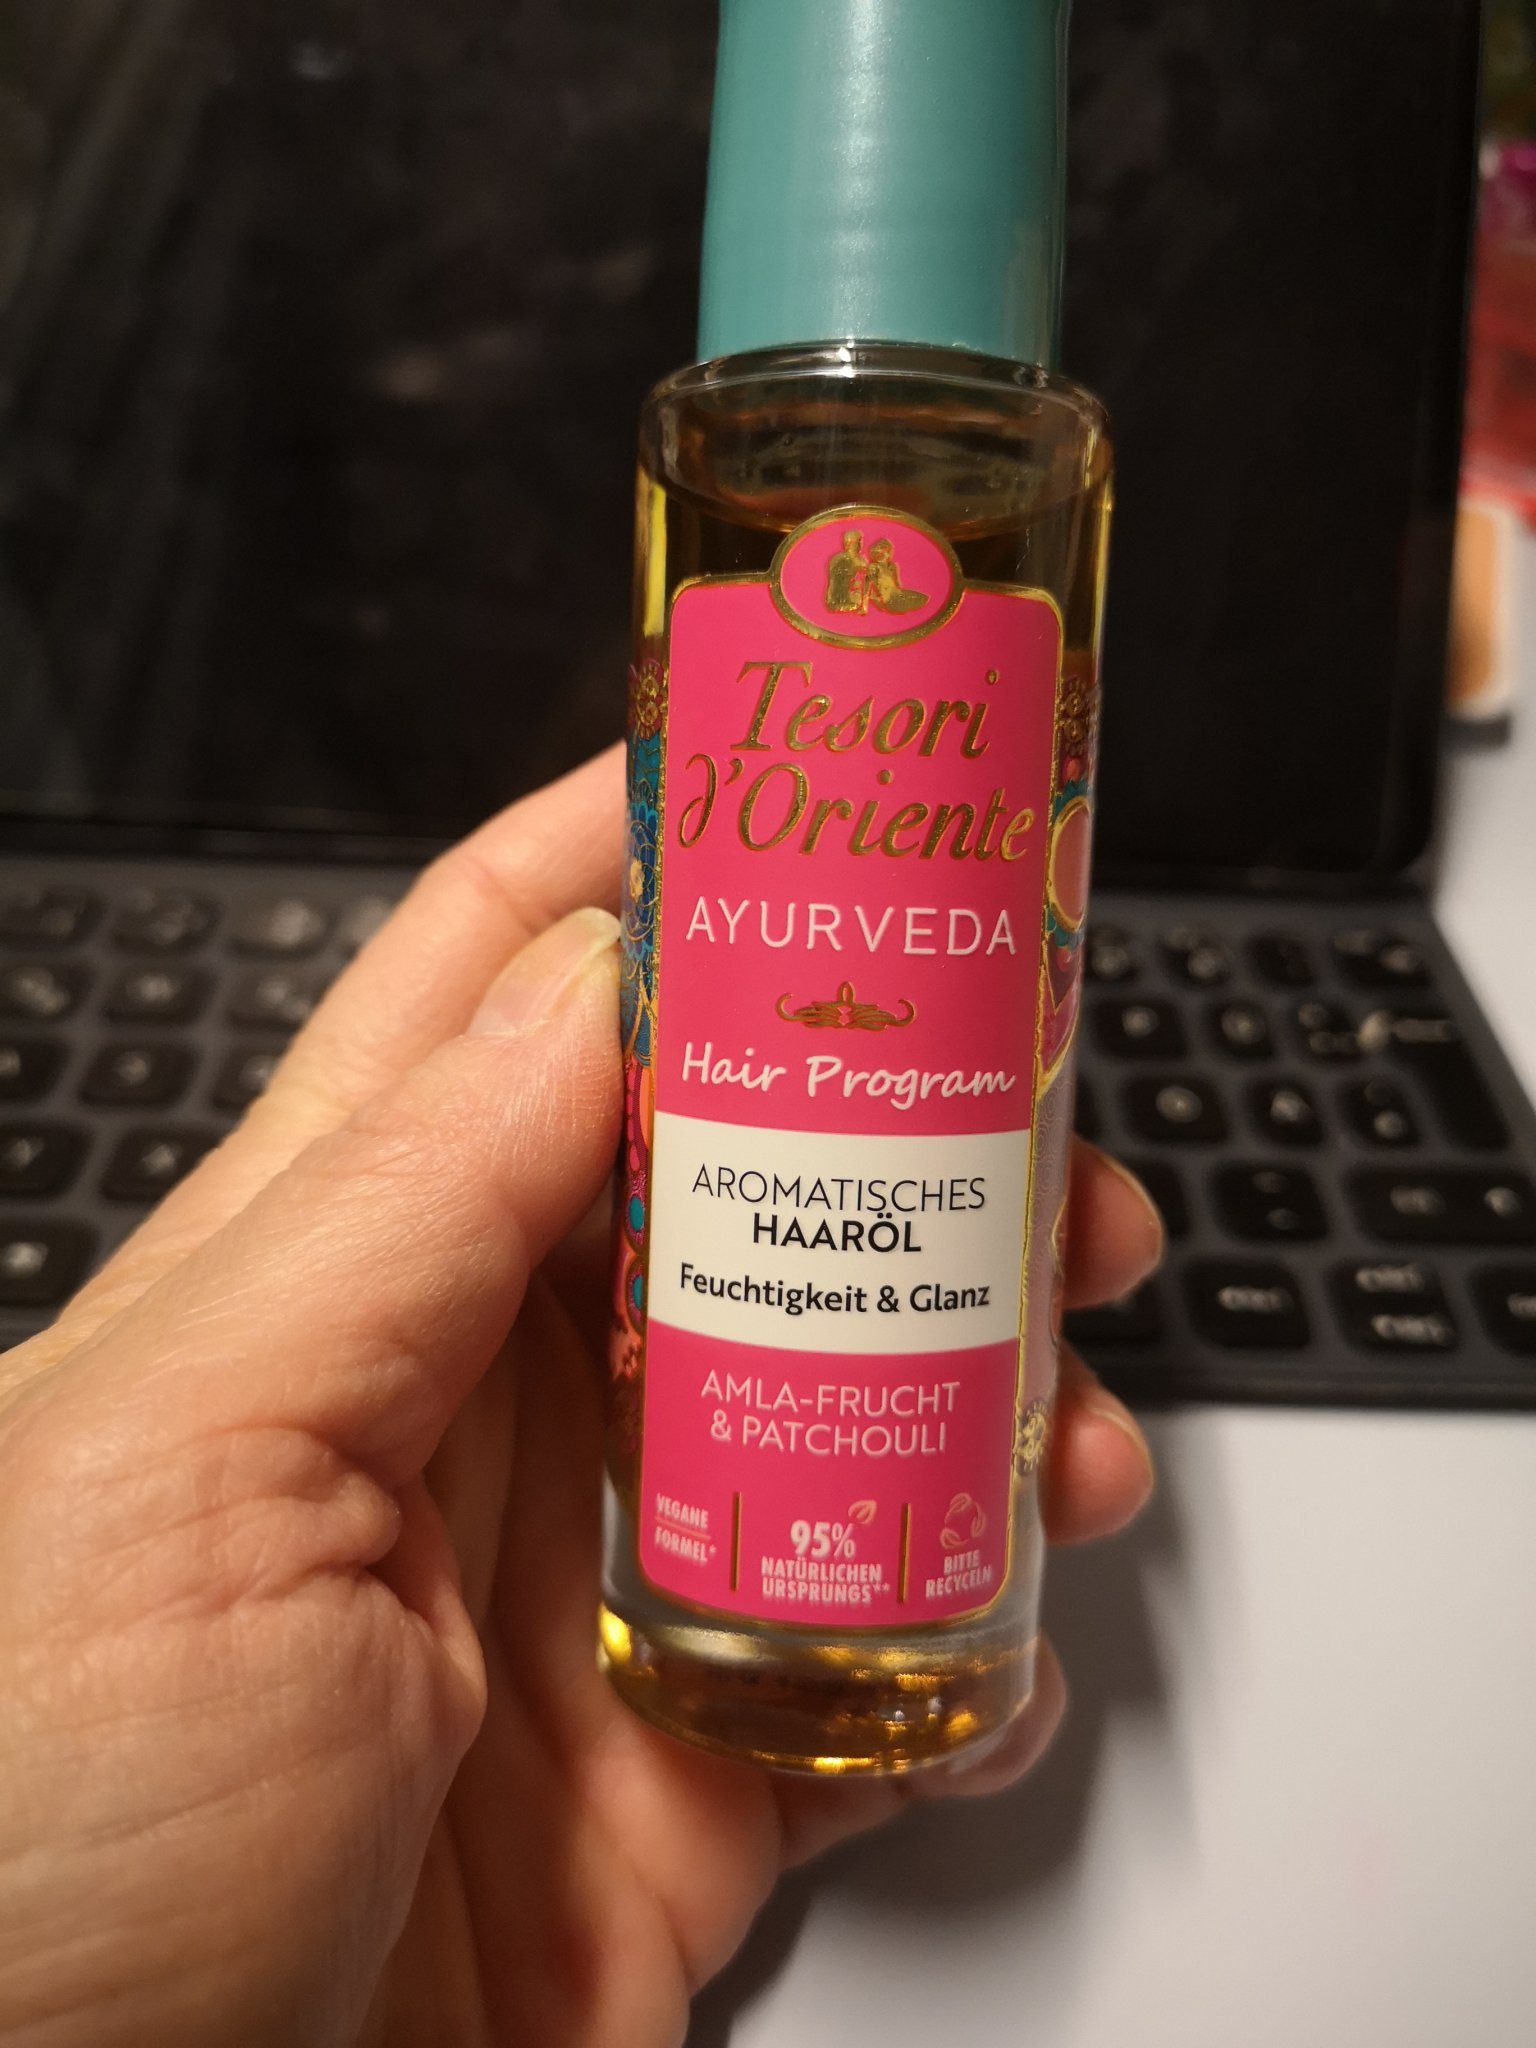 Tesori
d'Oriente
AYURVEDA
Hair Program
AROMATISCHES
HAARÖL
Feuchtigkeit & Glanz
AMLA-FRUCHT
& PATCHOULI
VEGANE
FORMEL*
95%
NATÜRLICHEN
URSPRUNGS**
BITTE
RECYCELN